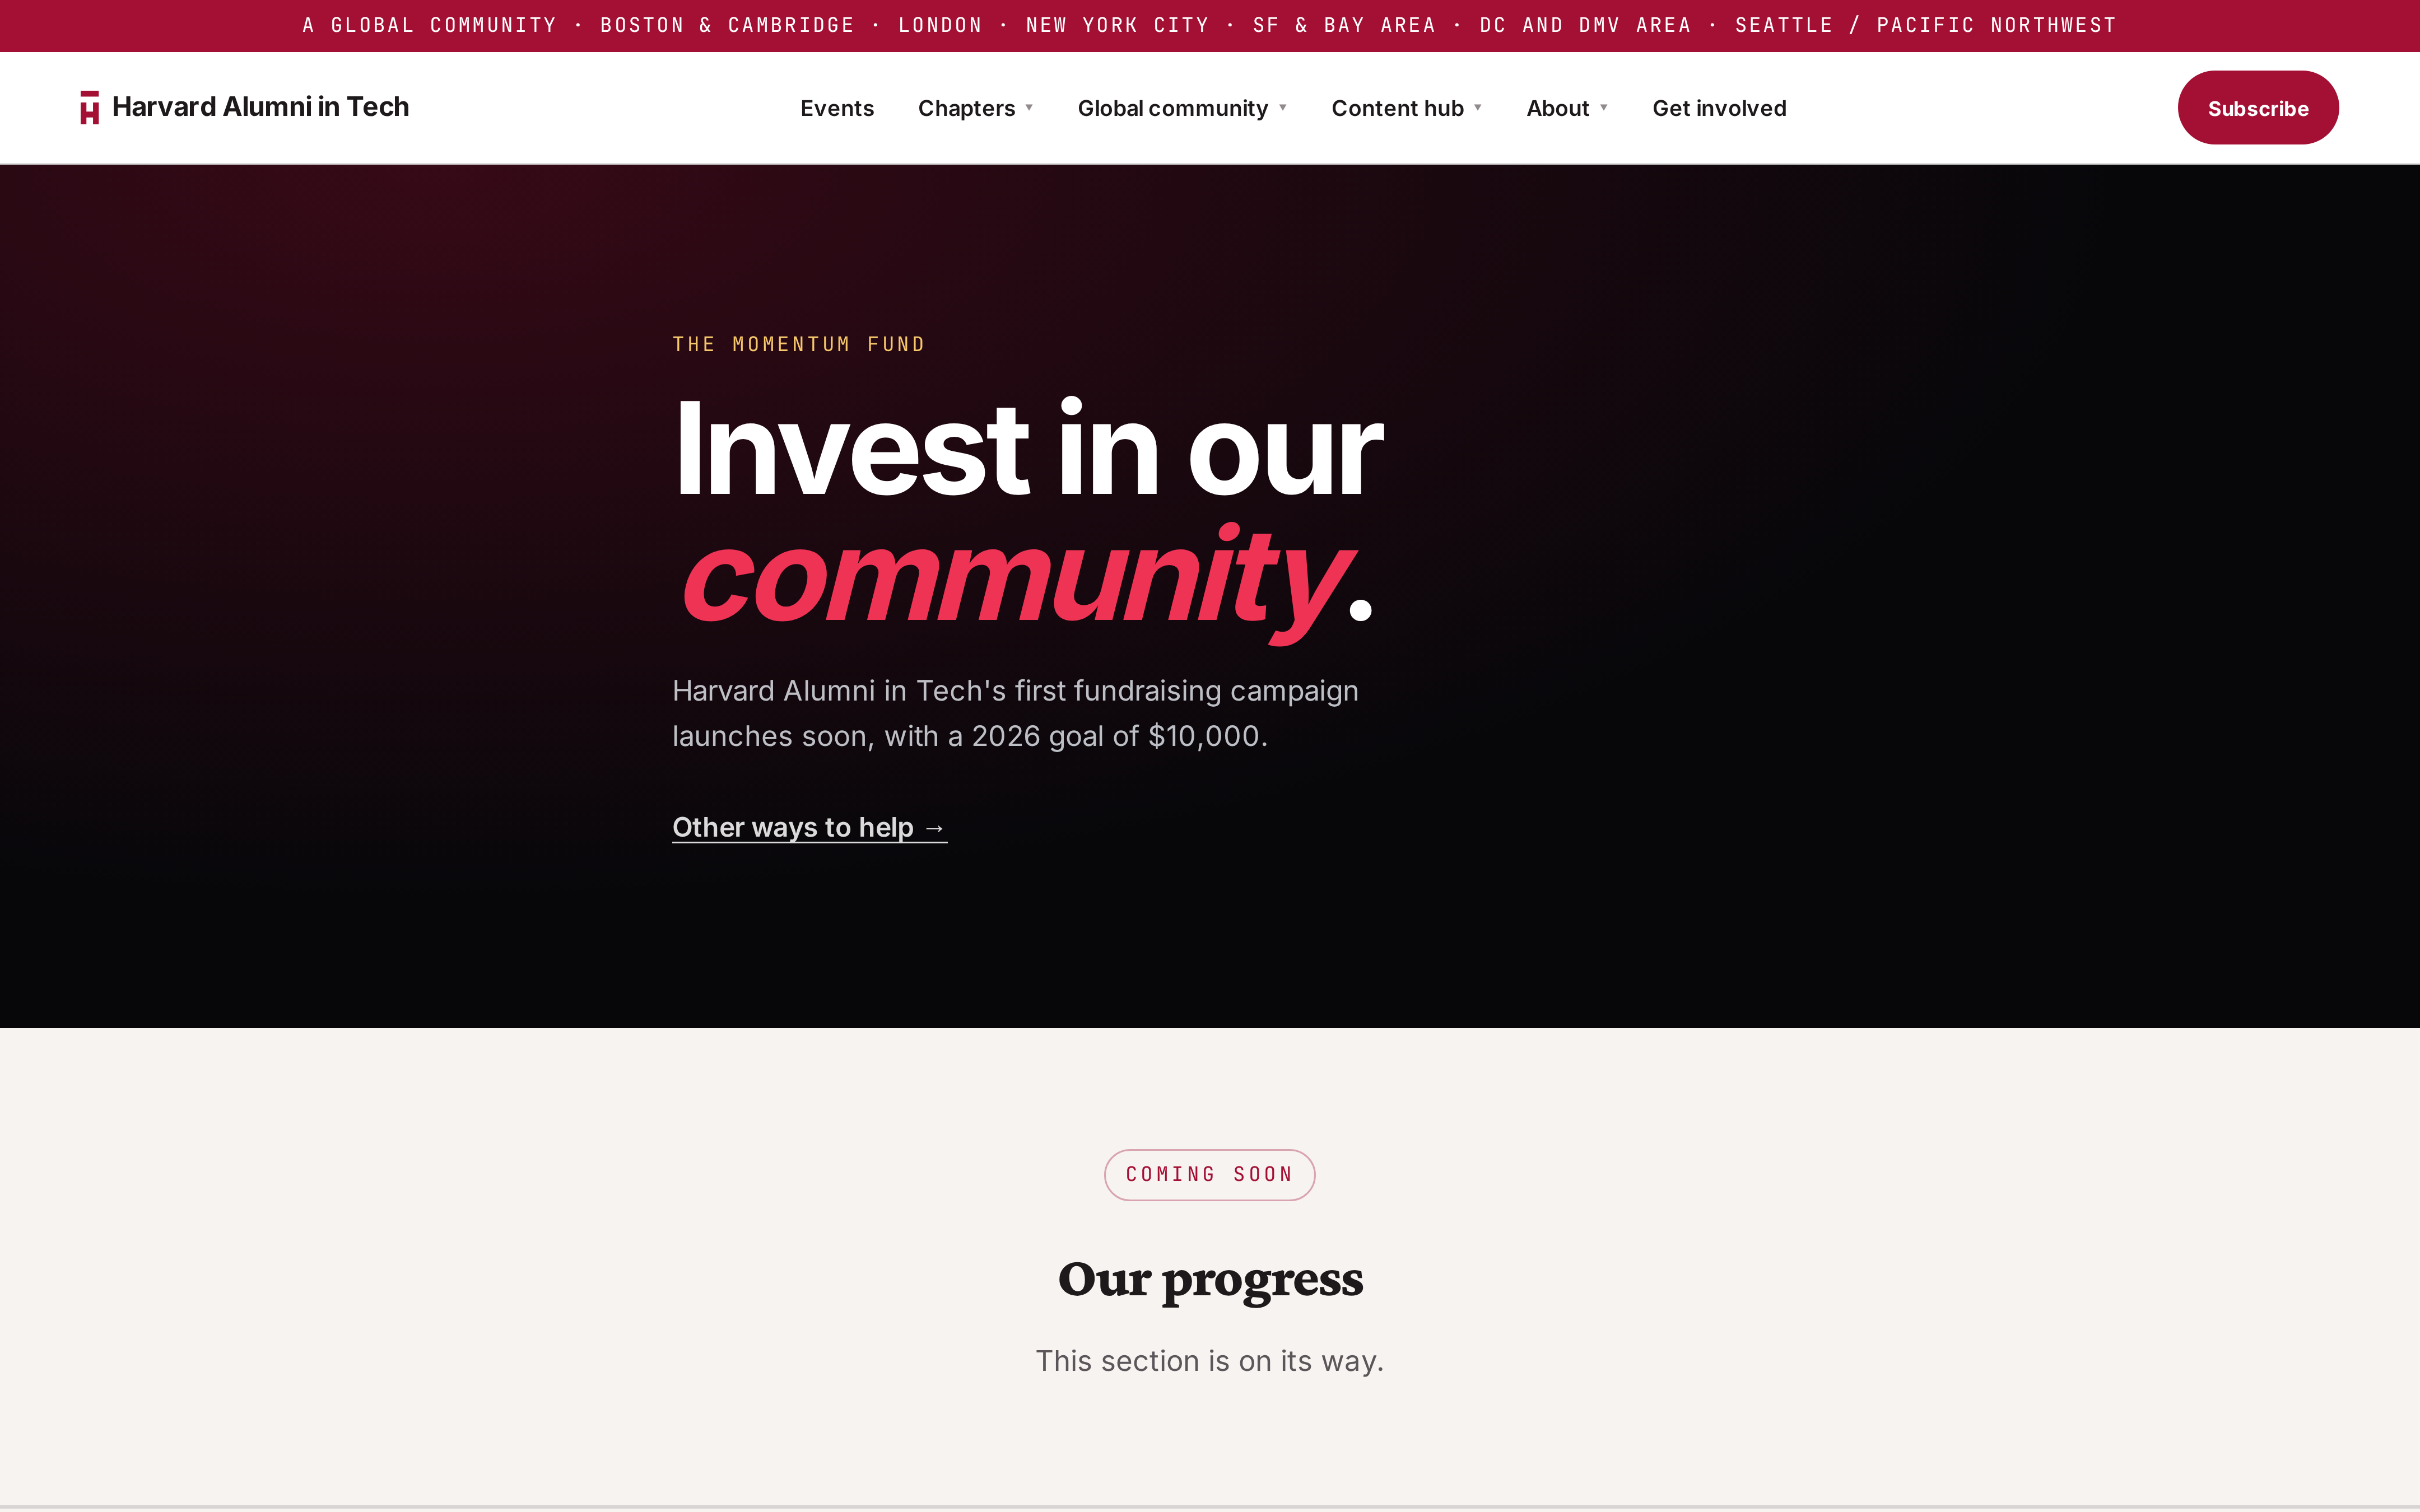 A GLOBAL COMMUNITY · BOSTON & CAMBRIDGE · LONDON · NEW YORK CITY · SF & BAY AREA · DC AND DMV AREA · SEATTLE / PACIFIC NORTHWEST
Harvard Alumni in Tech
Events
Chapters ▼
Global community ▼
Content hub ▼
About ▼
Get involved
Subscribe
THE MOMENTUM FUND
Invest in our
community.
Harvard Alumni in Tech's first fundraising campaign
launches soon, with a 2026 goal of $10,000.
Other ways to help →
COMING SOON
Our progress
This section is on its way.